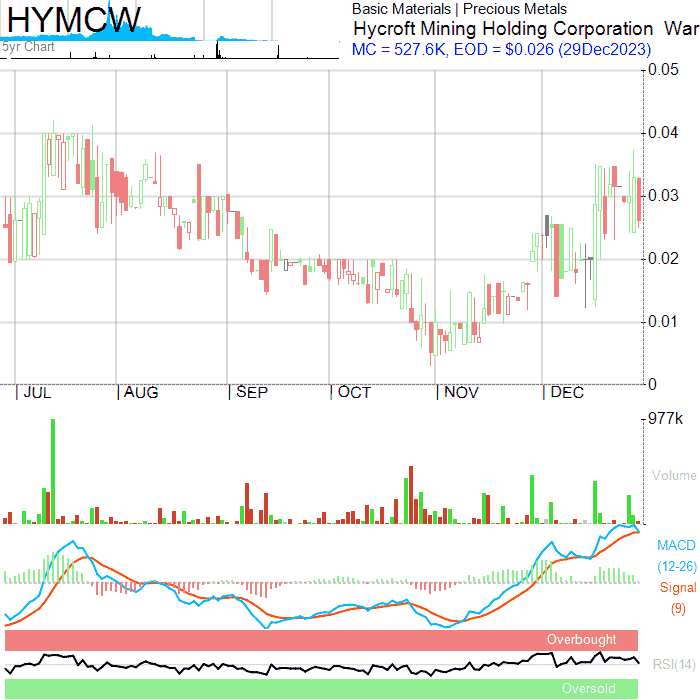 HYMCW
5yr Chart
Basic Materials | Precious Metals
Hycroft Mining Holding Corporation War
MC = 527.6K, EOD = $0.026 (29Dec2023)
0.05
0.04
0.03
0.02
0.01
0
JUL AUG SEP OCT NOV DEC
977k
Volume
MACD
(12-26)
Signal
(9)
Overbought
RSI(14)
Oversold